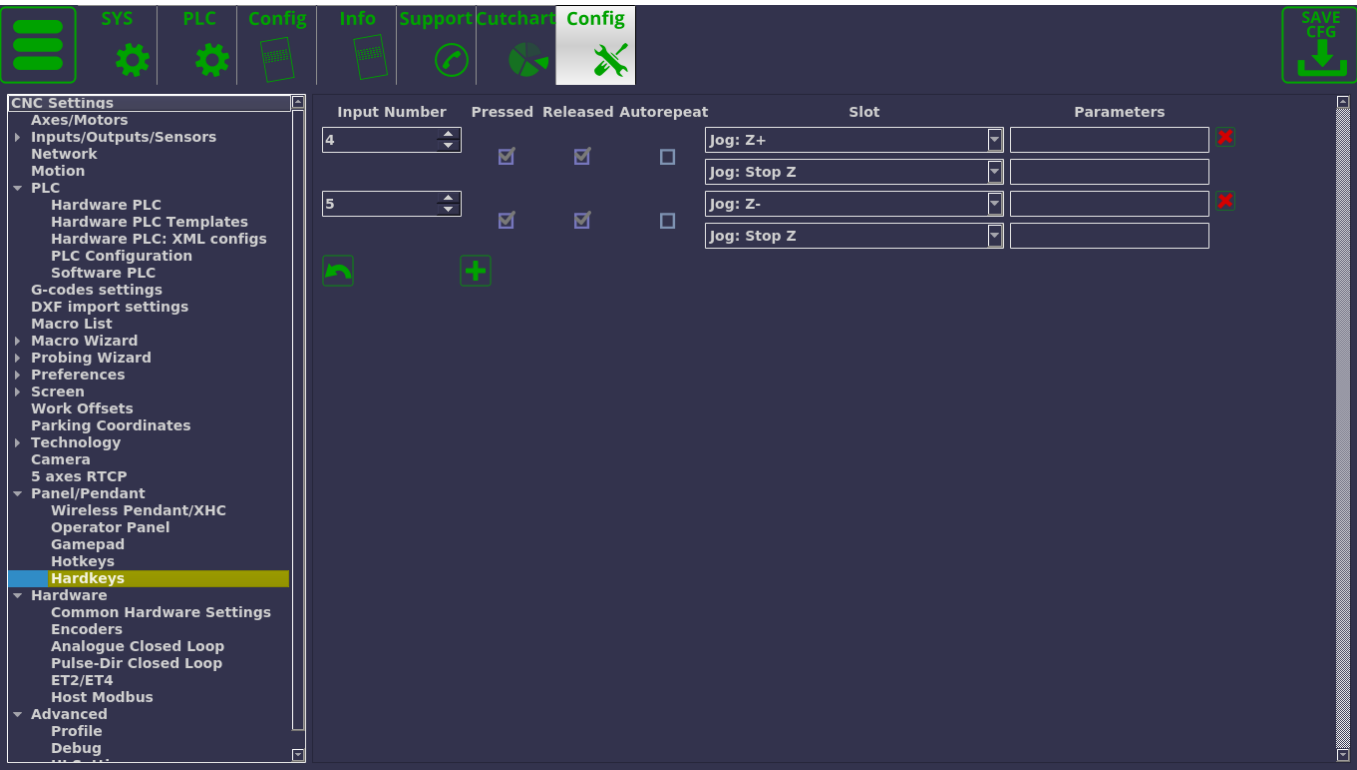 SYS PLC Config Info Support Cutchart Config SAVE
CFG
CNC Settings
Axes/Motors
Inputs/Outputs/Sensors
Network
Motion
PLC
Hardware PLC
Hardware PLC Templates
Hardware PLC: XML configs
PLC Configuration
Software PLC
G-codes settings
DXF import settings
Macro List
Macro Wizard
Probing Wizard
Preferences
Screen
Work Offsets
Parking Coordinates
Technology
Camera
5 axes RTCP
Panel/Pendant
Wireless Pendant/XHC
Operator Panel
Gamepad
Hotkeys
Hardkeys
Hardware
Common Hardware Settings
Encoders
Analogue Closed Loop
Pulse-Dir Closed Loop
ET2/ET4
Host Modbus
Advanced
Profile
Debug
Input Number Pressed Released Autorepeat Slot Parameters
4 Jog: Z+
Jog: Stop Z
5 Jog: Z-
Jog: Stop Z